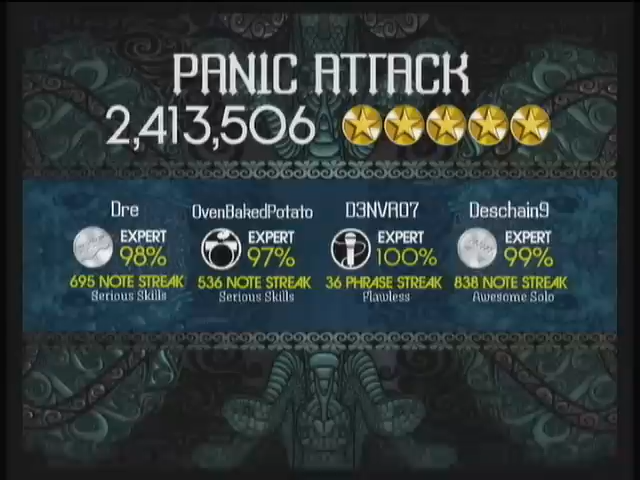 PANIC ATTACK
2,413,506
Dre
EXPERT
98%
695 NOTE STREAK
Serious Skills
OvenBakedPotato
EXPERT
97%
536 NOTE STREAK
Serious Skills
D3NVR07
EXPERT
100%
36 PHRASE STREAK
Flawless
Deschain9
EXPERT
99%
838 NOTE STREAK
Awesome Solo